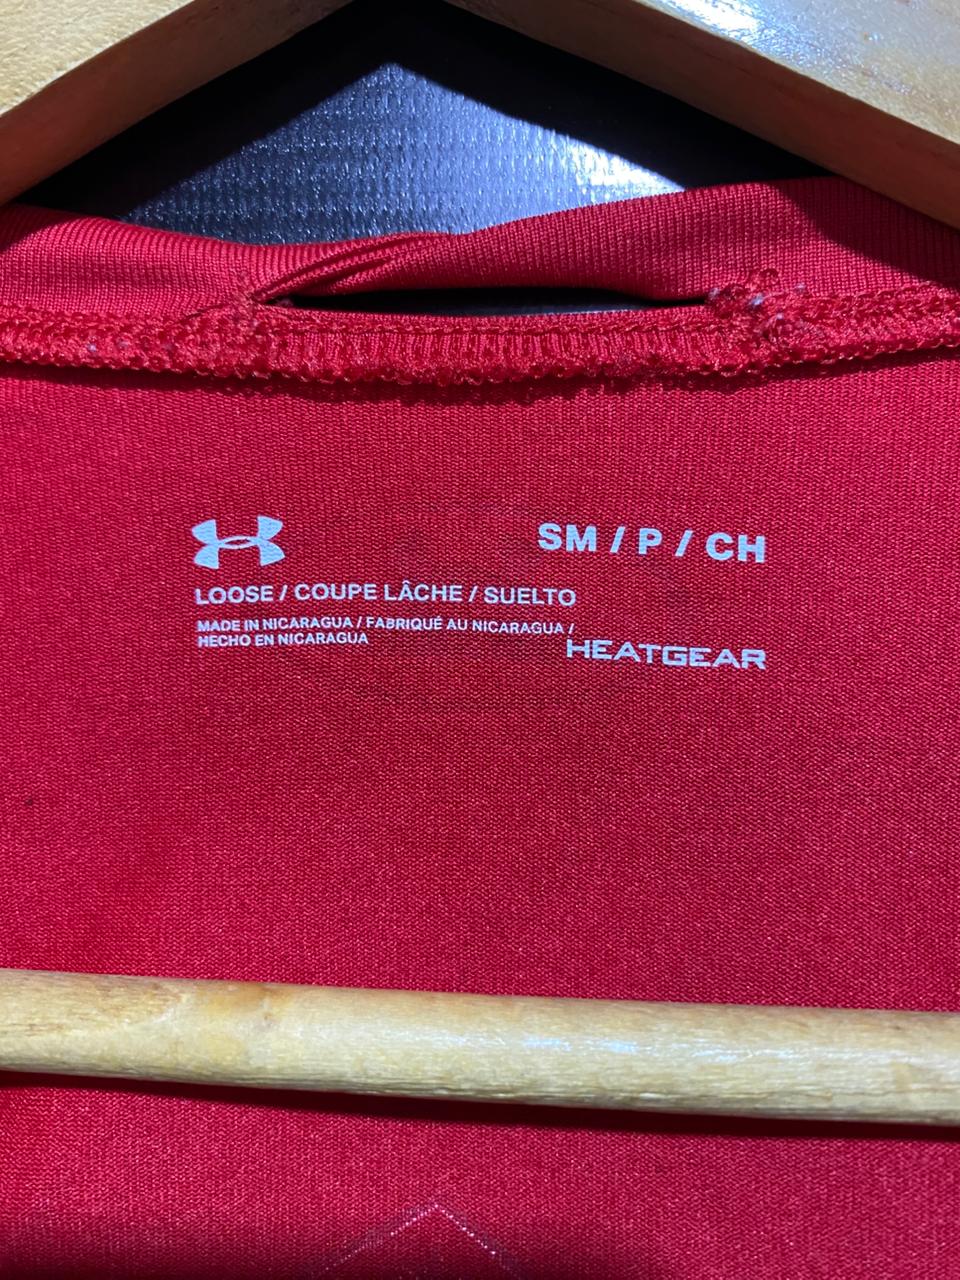 SM / P / CH
LOOSE / COUPE LÂCHE / SUELTO
MADE IN NICARAGUA / FABRIQUÉ AU NICARAGUA /
HECHO EN NICARAGUA
HEATGEAR